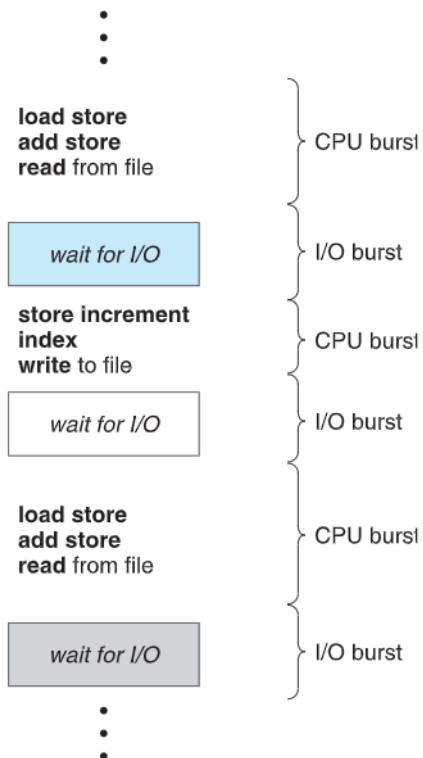 load store
add store
read from file
CPU burst
wait for I/O
I/O burst
store increment
index
write to file
CPU burst
wait for I/O
I/O burst
load store
add store
read from file
CPU burst
wait for I/O
I/O burst